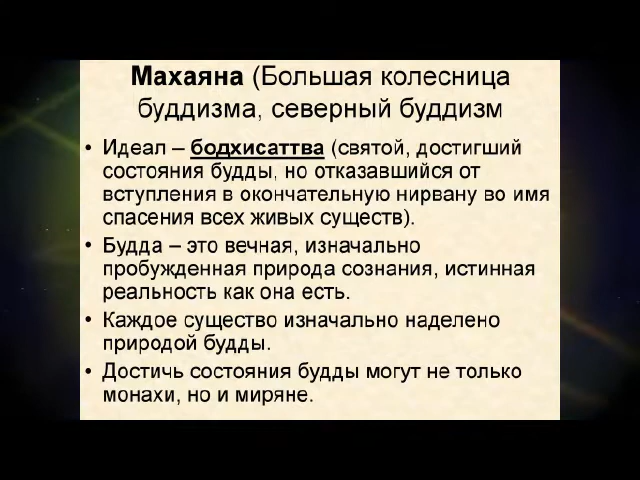 Махаяна (Большая колесница
буддизма, северный буддизм
• Идеал – бодхисаттва (святой, достигший
состояния будды, но отказавшийся от
вступления в окончательную нирвану во имя
спасения всех живых существ).
• Будда – это вечная, изначально
пробужденная природа сознания, истинная
реальность как она есть.
• Каждое существо изначально наделено
природой будды.
• Достичь состояния будды могут не только
монахи, но и миряне.